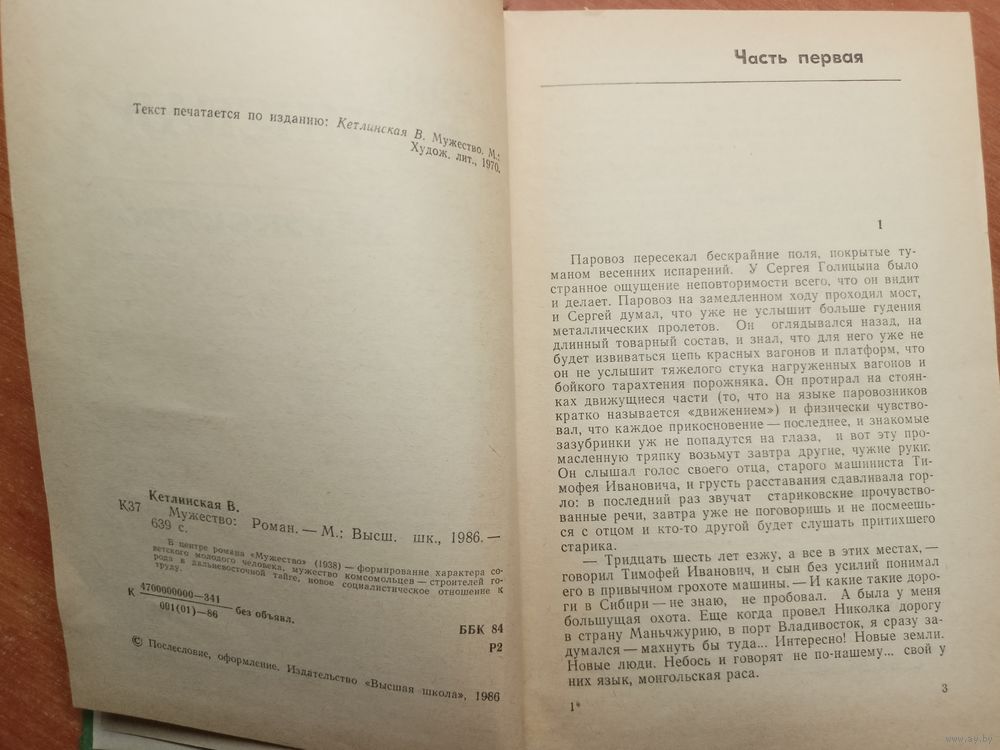 Текст печатается по изданию: Кетлинская В. Мужество. М.:
Худож. лит., 1970.
Кетлинская В.
К37 Мужество: Роман. — М.: Высш. шк., 1986. —
639 с.
В центре романа «Мужество» (1938) — формирование характера со-
ветского молодого человека, мужество комсомольцев — строителей го-
рода в дальневосточной тайге, новое социалистическое отношение к
труду.
К 4700000000—341
001(01)—86 без объявл.
ББК 84
Р2
© Послесловие, оформление. Издательство «Высшая школа», 1986
Часть первая
1
Паровоз пересекал бескрайние поля, покрытые ту-
маном весенних испарений. У Сергея Голицына было
странное ощущение неповторимости всего, что он видит
и делает. Паровоз на замедленном ходу проходил мост,
и Сергей думал, что уже не услышит больше гудения
металлических пролетов. Он оглядывался назад, на
длинный товарный состав, и знал, что для него уже не
будет извиваться цепь красных вагонов и платформ, что
он не услышит тяжелого стука нагруженных вагонов и
бойкого тарахтения порожняка. Он протирал на стоян-
ках движущиеся части (то, что на языке паровозников
кратко называется «движением») и физически чувство-
вал, что каждое прикосновение — последнее, и знакомые
зазубринки уж не попадутся на глаза, и вот эту про-
масленную тряпку возьмут завтра другие, чужие руки.
Он слышал голос своего отца, старого машиниста Ти-
мофея Ивановича, и грусть расставания сдавливала гор-
ло: в последний раз звучат стариковские прочувство-
ванные речи, завтра уже не поговоришь и не посмеешь-
ся с отцом и кто-то другой будет слушать притихшего
старика.
— Тридцать шесть лет езжу, а все в этих местах, —
говорил Тимофей Иванович, и сын без усилий понимал
его в привычном грохоте машины. — И какие такие доро-
ги в Сибири — не знаю, не пробовал. А была у меня
большущая охота. Еще когда провел Николка дорогу
в страну Маньчжурию, в порт Владивосток, я сразу за-
думался — махнуть бы туда... Интересно! Новые земли.
Новые люди. Небось и говорят не по-нашему... свой у
них язык, монгольская раса.
1*
3
www.ay.by